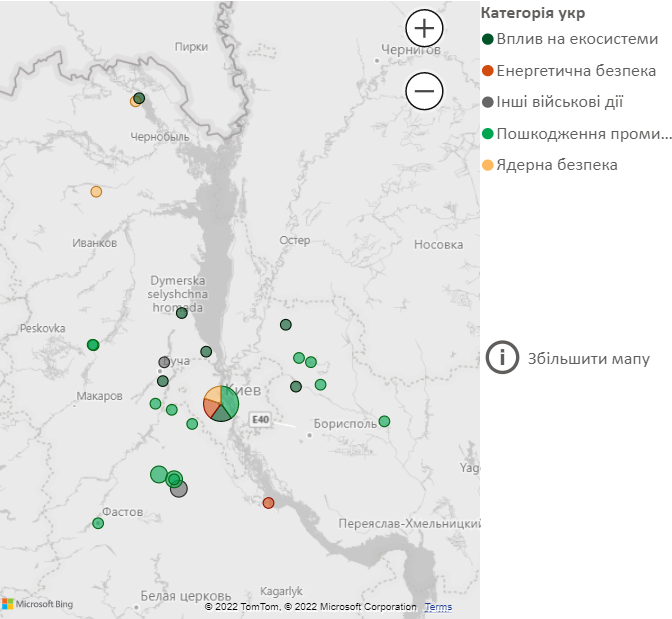 Категорія укр
Вплив на екосистеми
Енергетична безпека
Інші військові дії
Пошкодження проми...
Ядерна безпека
Збільшити мапу
Пирки
Чернигов
Чернобыль
Иванков
Остер
Носовка
Dymerska
selyshchna
hromada
Peskovka
Макаров
Киев
E40
Борисполь
Фастов
Переяслав-Хмельницкий
Белая церковь
Kagarlyk
Microsoft Bing
© 2022 TomTom, © 2022 Microsoft Corporation Terms